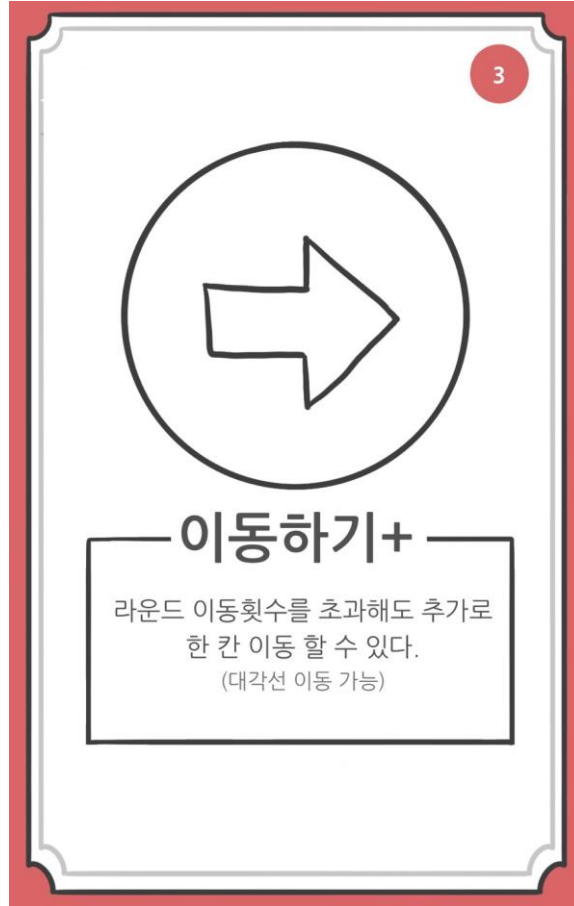 3
이동하기+
라운드 이동횟수를 초과해도 추가로
한 칸 이동 할 수 있다.
(대각선 이동 가능)